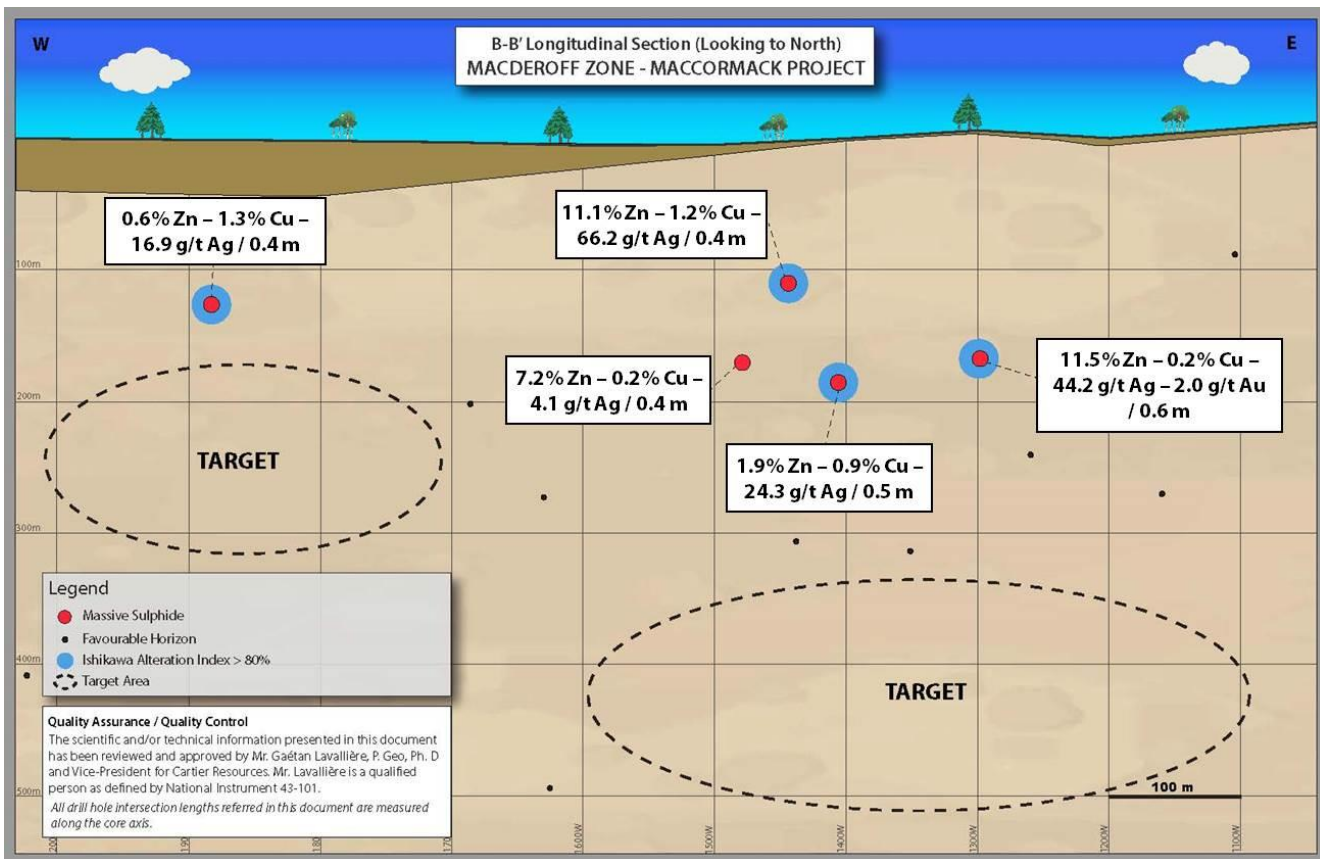 W
B-B' Longitudinal Section (Looking to North)
MACDEROFF ZONE - MACCORMACK PROJECT
E
0.6% Zn – 1.3% Cu –
16.9 g/t Ag / 0.4 m
11.1% Zn – 1.2% Cu –
66.2 g/t Ag / 0.4 m
100m
7.2% Zn – 0.2% Cu –
4.1 g/t Ag / 0.4 m
11.5% Zn – 0.2% Cu –
44.2 g/t Ag – 2.0 g/t Au
/ 0.6 m
200m
TARGET
1.9% Zn – 0.9% Cu –
24.3 g/t Ag / 0.5 m
300m
Legend
Massive Sulphide
Favourable Horizon
Ishikawa Alteration Index > 80%
Target Area
400m
TARGET
Quality Assurance / Quality Control
The scientific and/or technical information presented in this document
has been reviewed and approved by Mr. Gaétan Lavallière, P. Geo, Ph. D
and Vice-President for Cartier Resources. Mr. Lavallière is a qualified
person as defined by National Instrument 43-101.
All drill hole intersection lengths referred in this document are measured
along the core axis.
500m
100 m
1600W
1500W
1400W
1300W
1200W
1100W